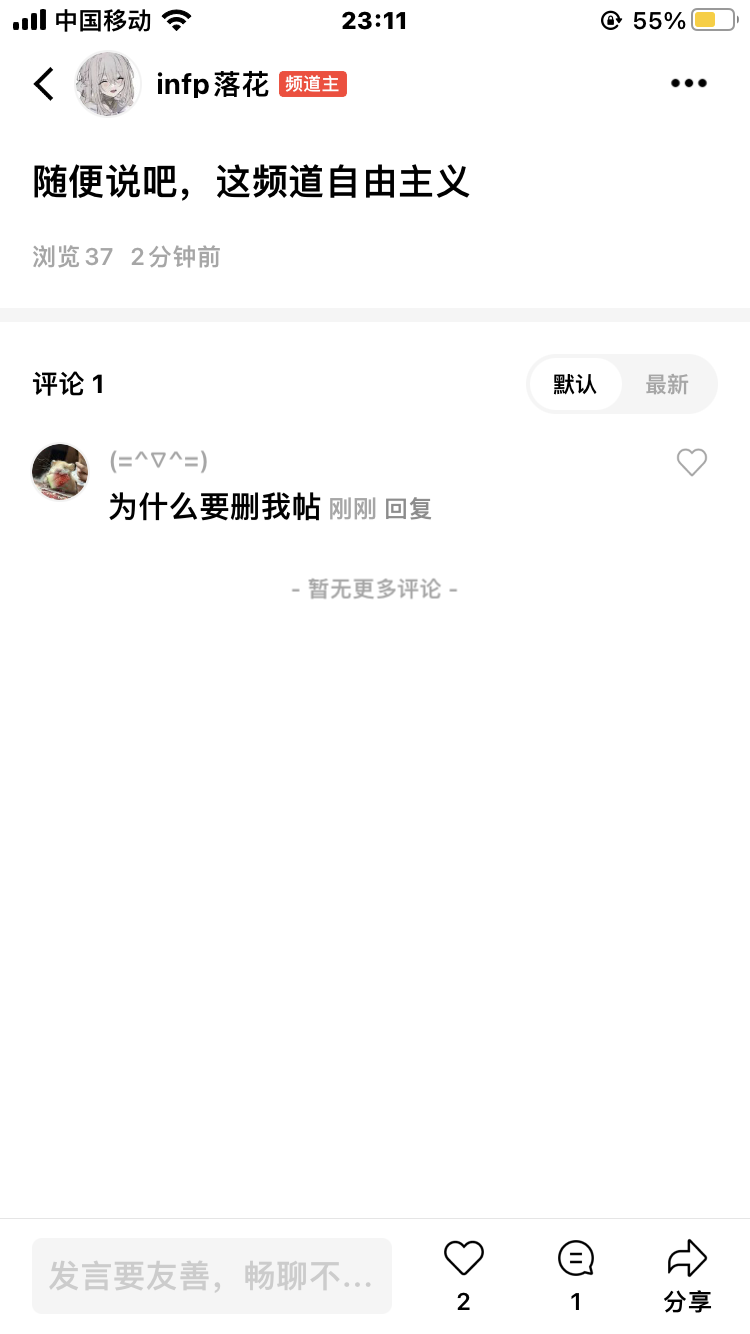 中国移动 23:11 55%
infp落花 频道主
随便说吧，这频道自由主义
浏览 37 2分钟前
评论 1 默认 最新
(=^▽^=)
为什么要删我帖 刚刚 回复
- 暂无更多评论 -
发言要友善，畅聊不...
2 1 分享